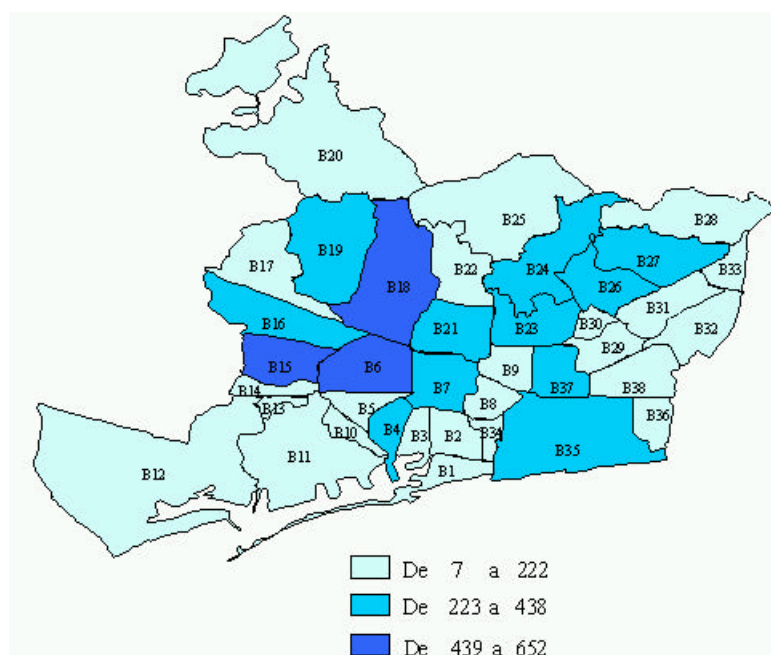 B20
B25
B28
B19
B17
B22
B24
B27
B33
B18
B26
B31
B16
B21
B23
B30
B32
B29
B15
B6
B9
B7
B37
B38
B14
B13
B5
B8
B36
B10
B4
B3
B2
B34
B11
B35
B12
B1
De 7 a 222
De 223 a 438
De 439 a 652